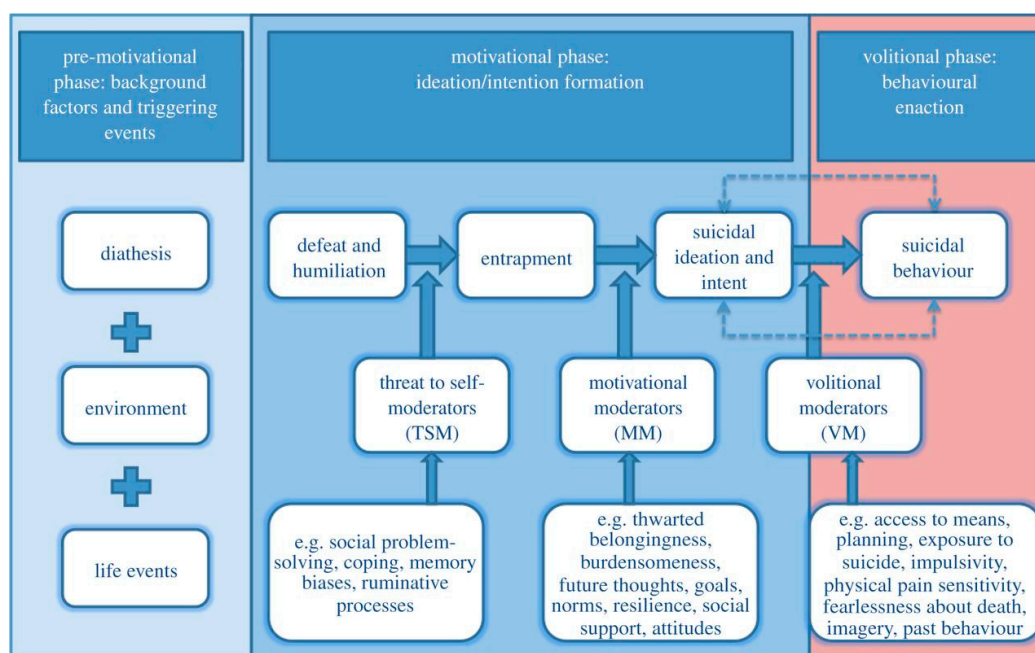 pre-motivational
phase: background
factors and triggering
events
motivational phase:
ideation/intention formation
volitional phase:
behavioural
enaction
diathesis
environment
life events
defeat and
humiliation
entrapment
suicidal
ideation and
intent
suicidal
behaviour
threat to self-
moderators
(TSM)
motivational
moderators
(MM)
volitional
moderators
(VM)
e.g. social problem-
solving, coping, memory
biases, ruminative
processes
e.g. thwarted
belongingness,
burdensomeness,
future thoughts, goals,
norms, resilience, social
support, attitudes
e.g. access to means,
planning, exposure to
suicide, impulsivity,
physical pain sensitivity,
fearlessness about death,
imagery, past behaviour